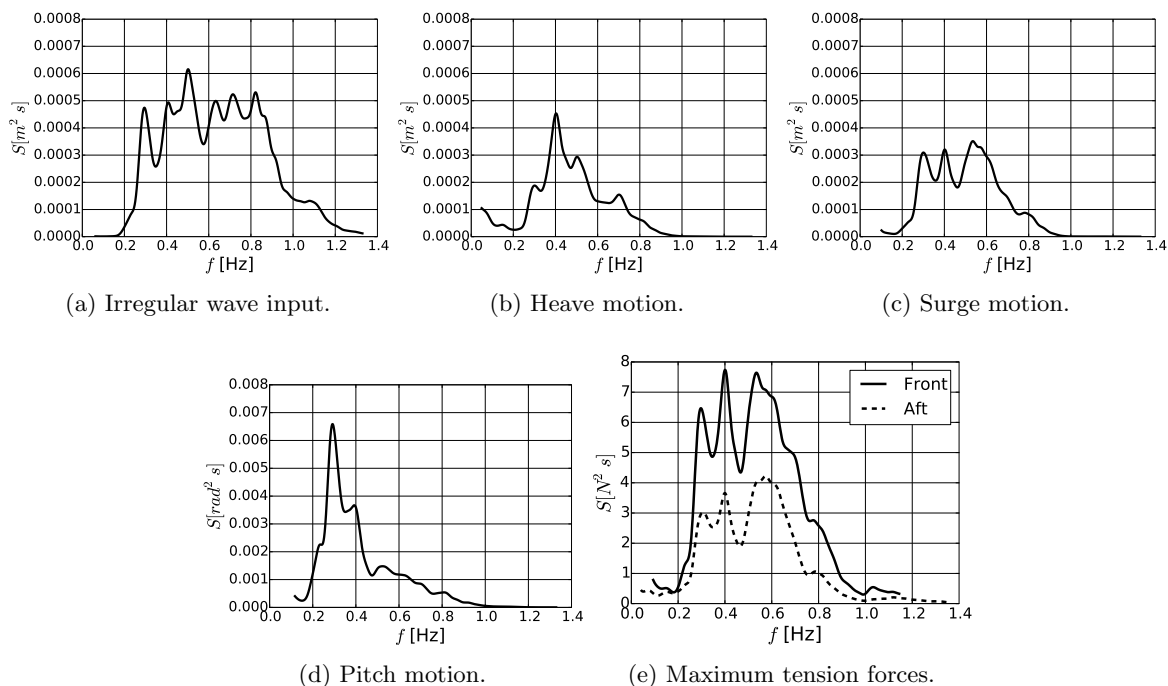 0.0008
0.0007
0.0006
0.0005
0.0004
0.0003
0.0002
0.0001
0.0000
S[m² s]
0.0 0.2 0.4 0.6 0.8 1.0 1.2 1.4
f [Hz]
(a) Irregular wave input.
0.0008
0.0007
0.0006
0.0005
0.0004
0.0003
0.0002
0.0001
0.0000
S[m² s]
0.0 0.2 0.4 0.6 0.8 1.0 1.2 1.4
f [Hz]
(b) Heave motion.
0.0008
0.0007
0.0006
0.0005
0.0004
0.0003
0.0002
0.0001
0.0000
S[m² s]
0.0 0.2 0.4 0.6 0.8 1.0 1.2 1.4
f [Hz]
(c) Surge motion.
0.008
0.007
0.006
0.005
0.004
0.003
0.002
0.001
0.000
S[rad² s]
0.0 0.2 0.4 0.6 0.8 1.0 1.2 1.4
f [Hz]
(d) Pitch motion.
8
7
6
5
4
3
2
1
0
S[N² s]
0.0 0.2 0.4 0.6 0.8 1.0 1.2 1.4
f [Hz]
Front
Aft
(e) Maximum tension forces.